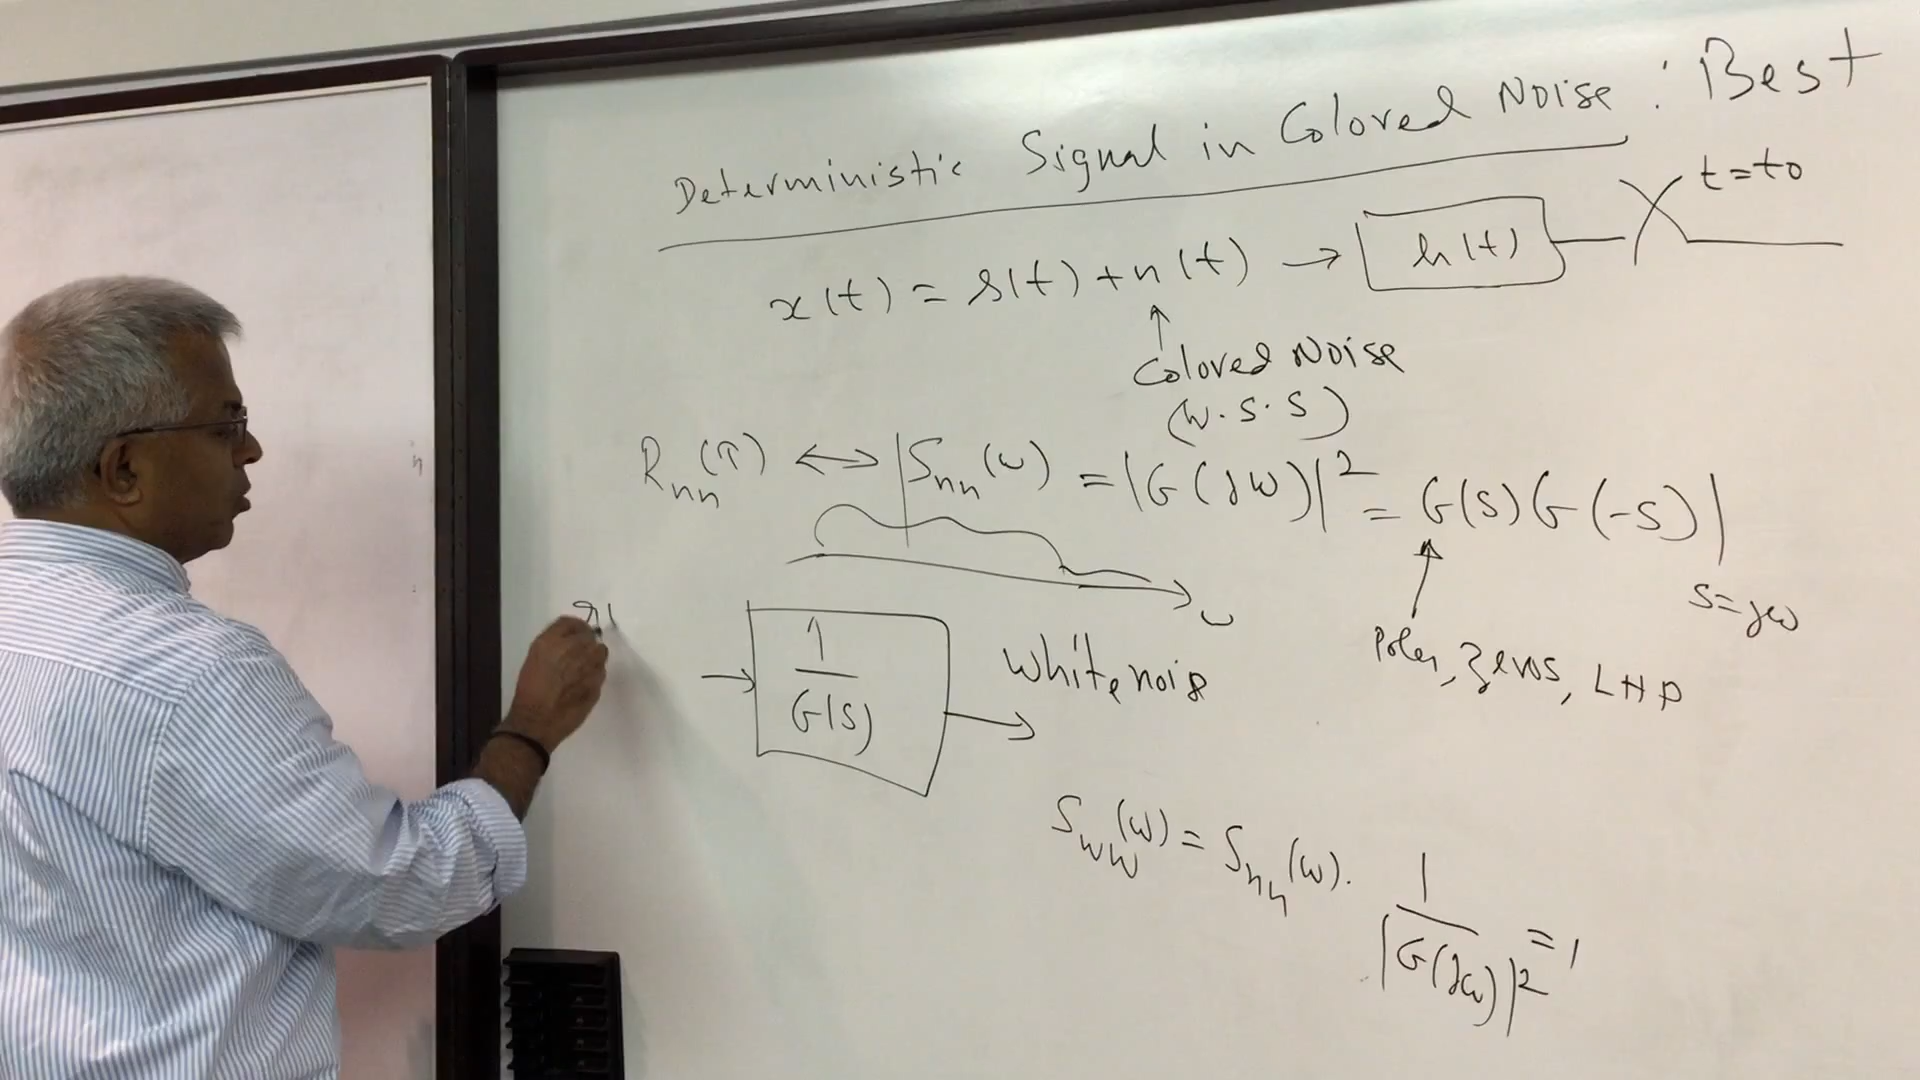 Deterministic Signal in Colored Noise : Best
t=to
x(t) = s(t) + n(t) → h(t)
↑
Colored Noise
(W.S.S)
Rnn(τ) ↔ Snn(ω) = |G(jω)|² = G(s)G(-s)|
s=jω
ω
Poles, Zeros, LHP
→ 1/G(s) → White noise
Sww(ω) = Snn(ω). 1/|G(jω)|² = 1